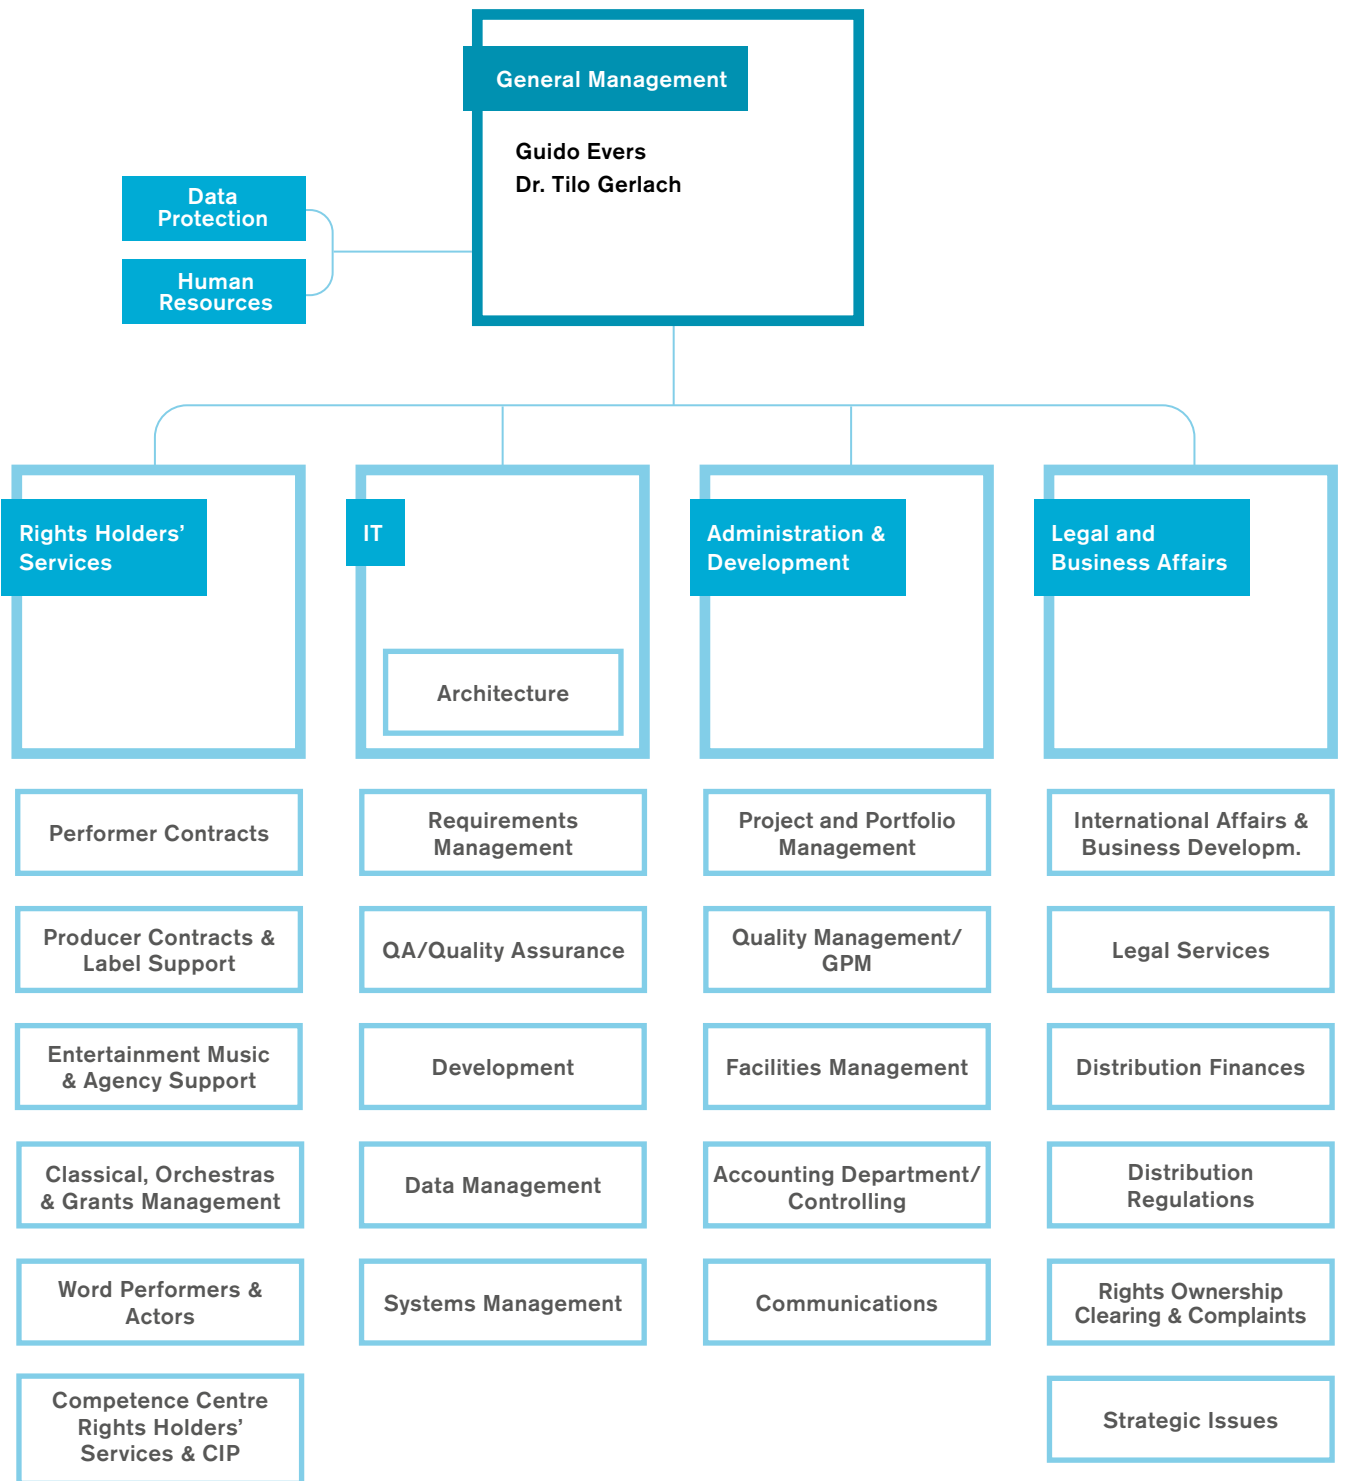 General Management
Guido Evers
Dr. Tilo Gerlach
Data
Protection
Human
Resources
Rights Holders’
Services
Performer Contracts
Producer Contracts &
Label Support
Entertainment Music
& Agency Support
Classical, Orchestras
& Grants Management
Word Performers &
Actors
Competence Centre
Rights Holders’
Services & CIP
IT
Architecture
Requirements
Management
QA/Quality Assurance
Development
Data Management
Systems Management
Administration &
Development
Project and Portfolio
Management
Quality Management/
GPM
Facilities Management
Accounting Department/
Controlling
Communications
Legal and
Business Affairs
International Affairs &
Business Developm.
Legal Services
Distribution Finances
Distribution
Regulations
Rights Ownership
Clearing & Complaints
Strategic Issues